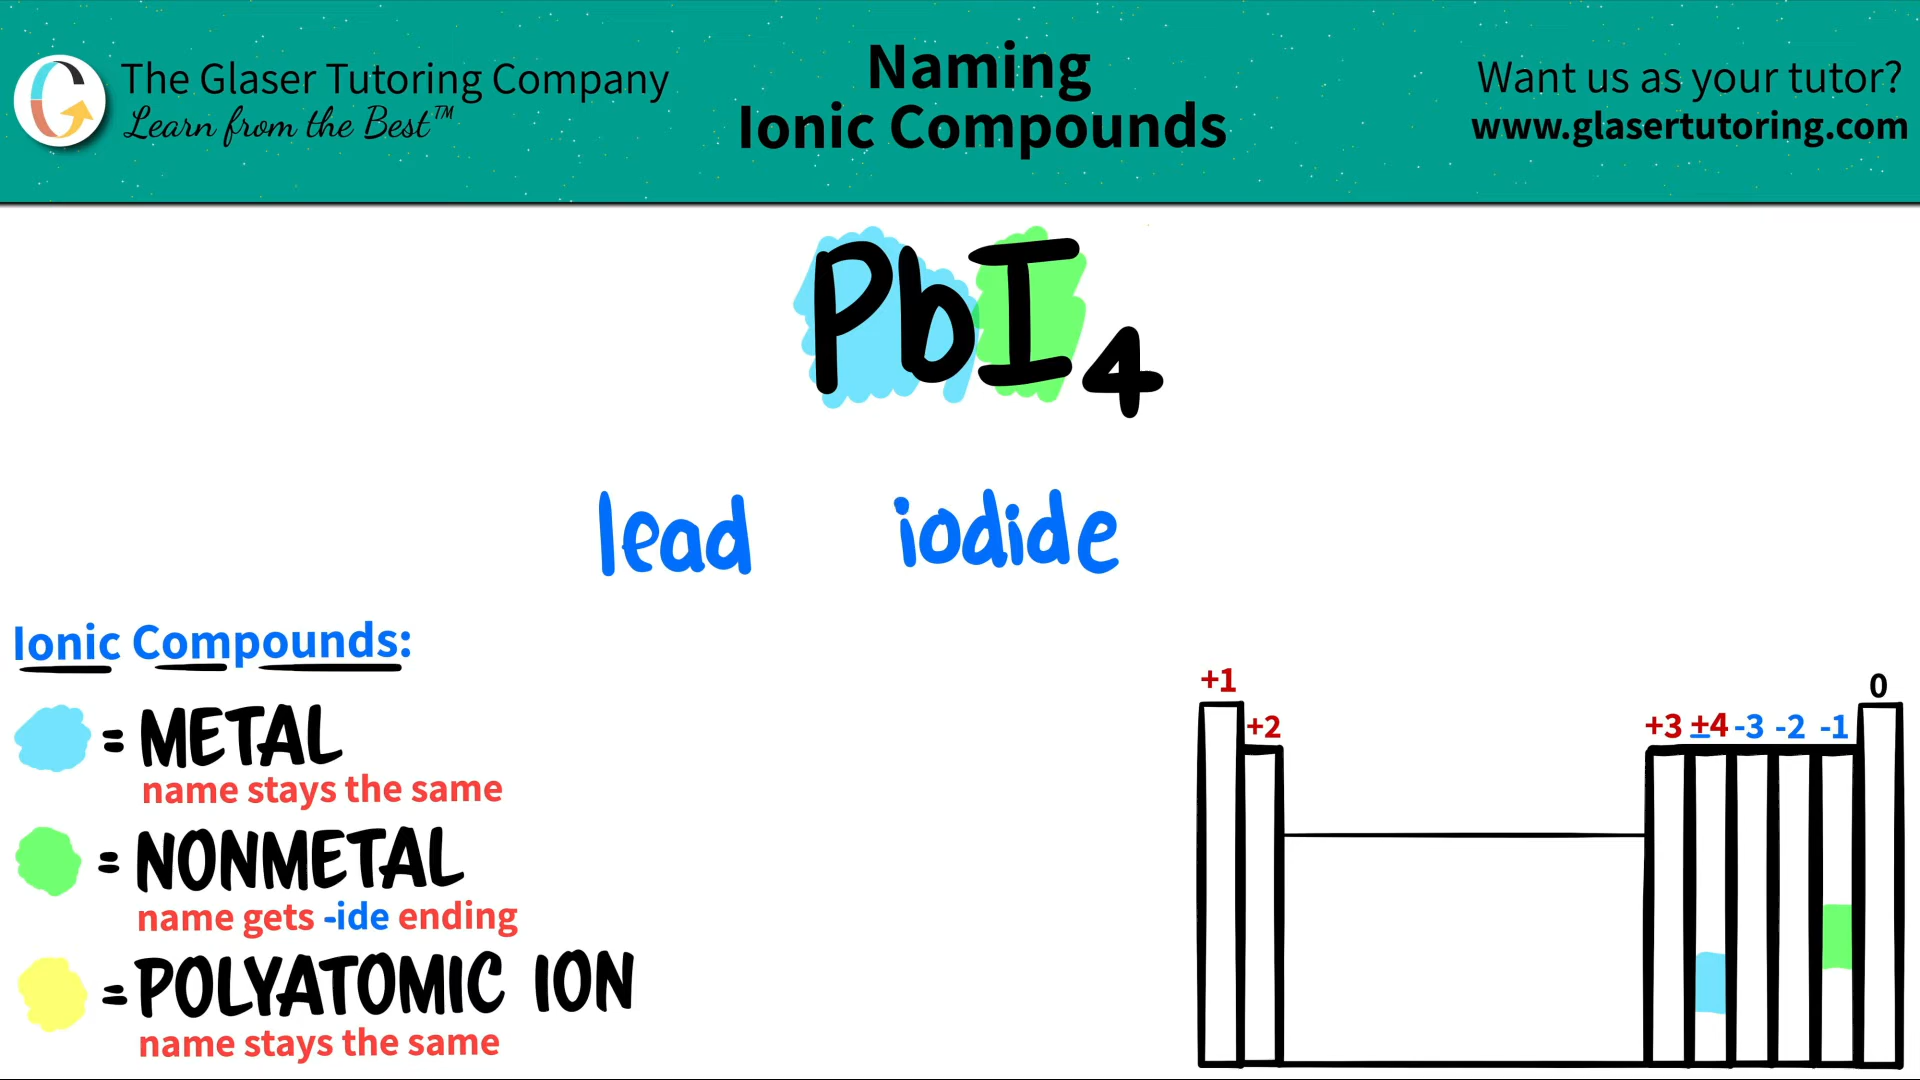 The Glaser Tutoring Company
Learn from the Best™
Naming
Ionic Compounds
Want us as your tutor?
www.glasertutoring.com
PbI₄
lead iodide
Ionic Compounds:
= METAL
name stays the same
= NONMETAL
name gets -ide ending
= POLYATOMIC ION
name stays the same
+1
+2
+3 ±4 -3 -2 -1
0